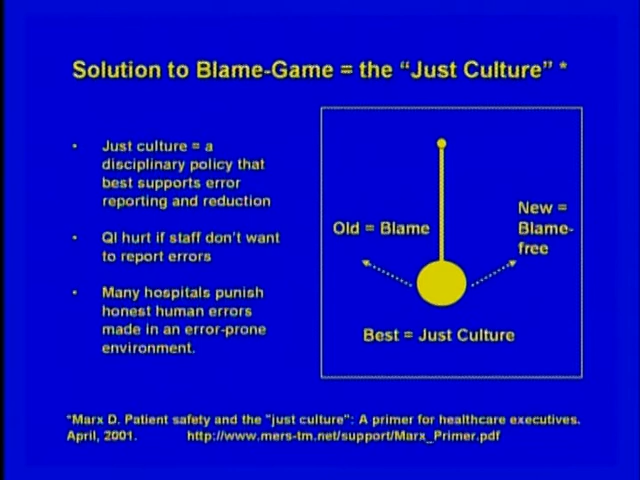 Solution to Blame-Game = the “Just Culture” *
• Just culture = a
disciplinary policy that
best supports error
reporting and reduction
• QI hurt if staff don't want
to report errors
• Many hospitals punish
honest human errors
made in an error-prone
environment.
Old = Blame
New =
Blame-
free
Best = Just Culture
*Marx D. Patient safety and the "just culture": A primer for healthcare executives.
April, 2001. http://www.mers-tm.net/support/Marx_Primer.pdf